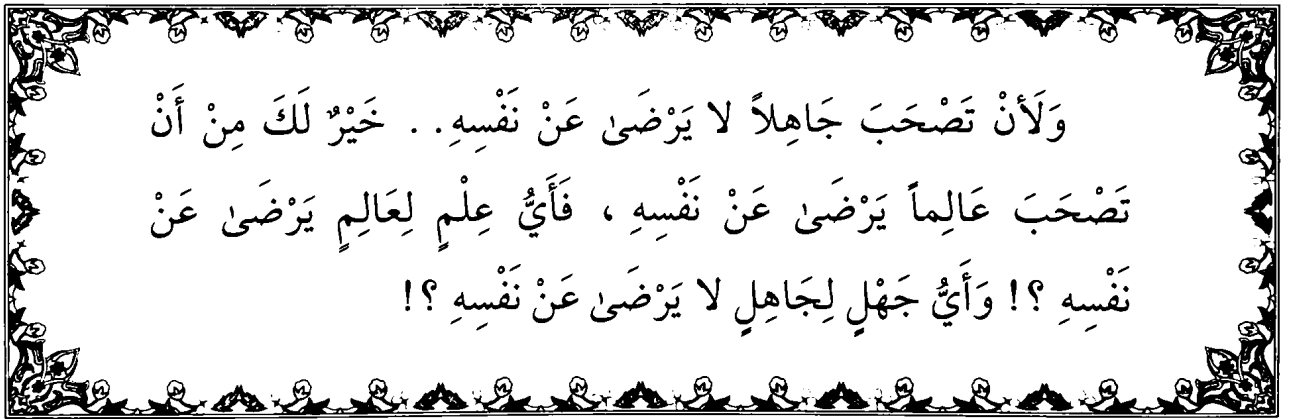 وَلَأَنْ تَصْحَبَ جَاهِلاً لا يَرْضَىٰ عَنْ نَفْسِهِ.. خَيْرٌ لَكَ مِنْ أَنْ
تَصْحَبَ عَالِماً يَرْضَىٰ عَنْ نَفْسِهِ ، فَأَيُّ عِلْمٍ لِعَالِمٍ يَرْضَىٰ عَنْ
نَفْسِهِ ؟! وَأَيُّ جَهْلٍ لِجَاهِلٍ لا يَرْضَىٰ عَنْ نَفْسِهِ ؟!